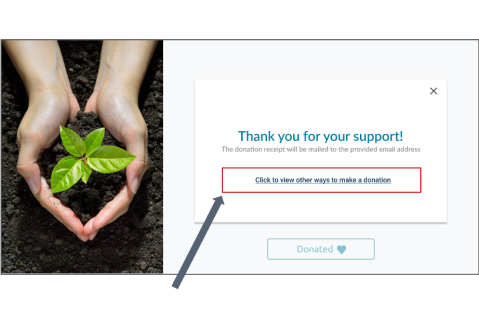 Thank you for your support!
The donation receipt will be mailed to the provided email address
Click to view other ways to make a donation
Donated